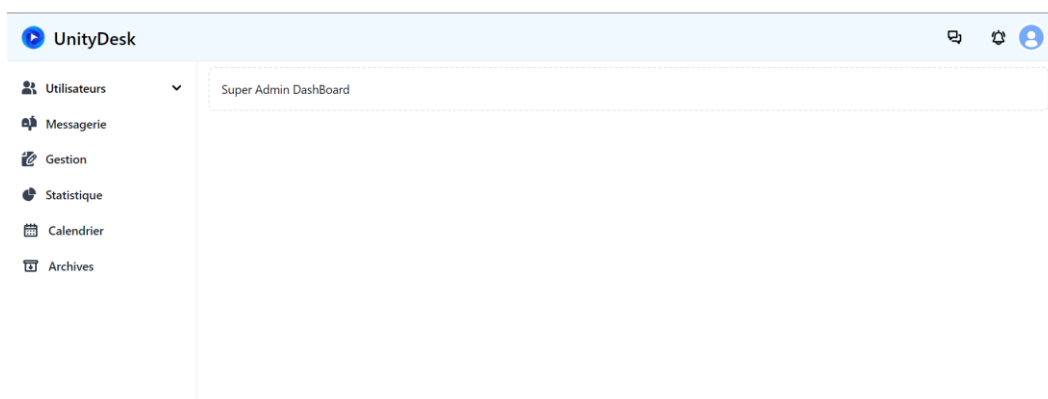 UnityDesk
Utilisateurs
Super Admin DashBoard
Messagerie
Gestion
Statistique
Calendrier
Archives